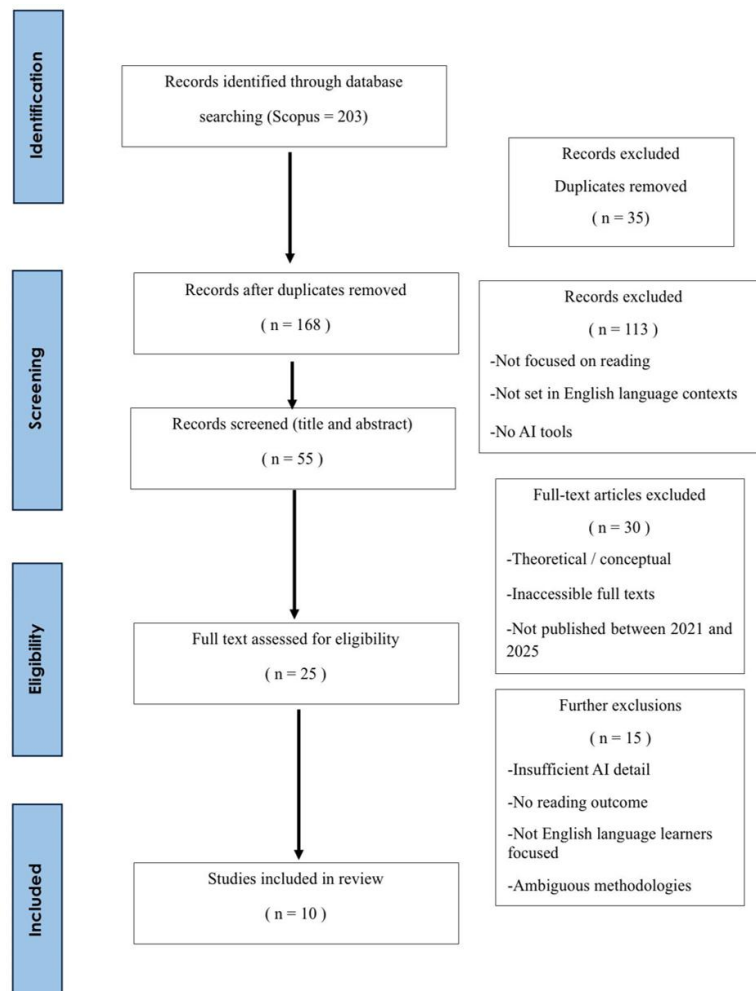 Identification
Records identified through database
searching (Scopus = 203)
Records excluded
Duplicates removed
( n = 35)
Screening
Records after duplicates removed
( n = 168 )
Records excluded
( n = 113 )
-Not focused on reading
-Not set in English language contexts
-No AI tools
Records screened (title and abstract)
( n = 55 )
Full-text articles excluded
( n = 30 )
-Theoretical / conceptual
-Inaccessible full texts
-Not published between 2021 and
2025
Eligibility
Full text assessed for eligibility
( n = 25 )
Further exclusions
( n = 15 )
-Insufficient AI detail
-No reading outcome
-Not English language learners
focused
-Ambiguous methodologies
Included
Studies included in review
( n = 10 )